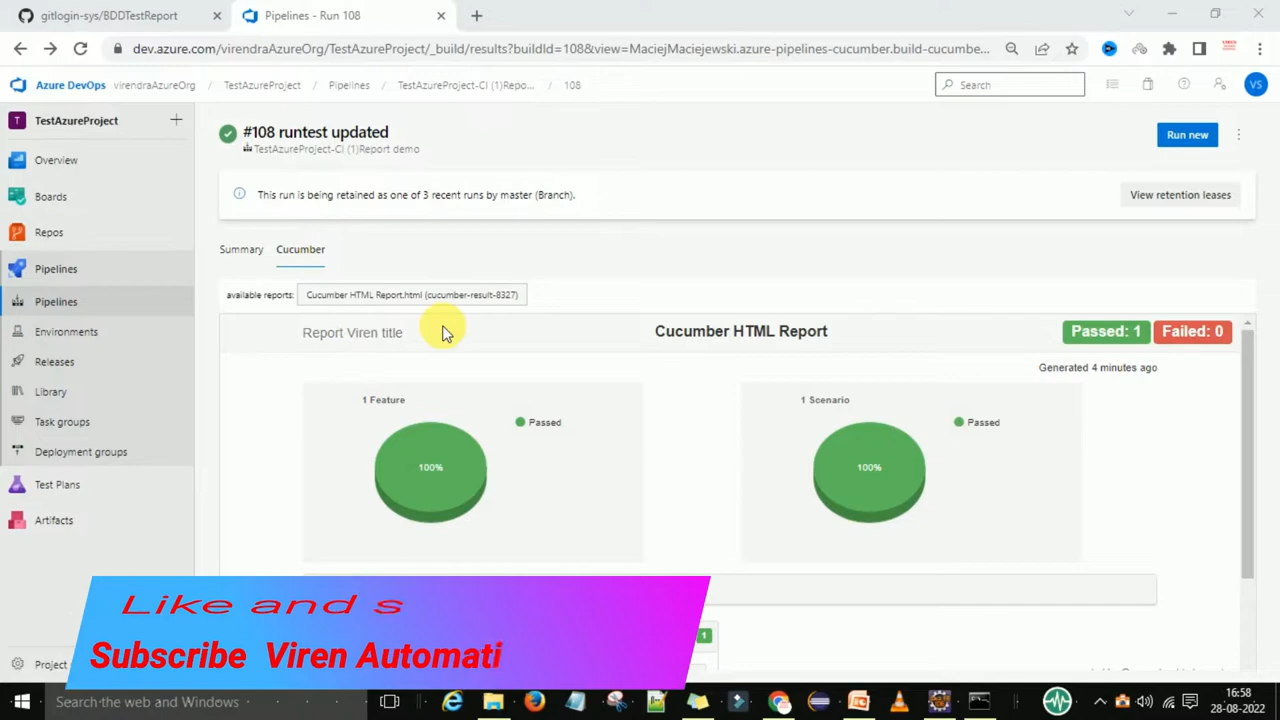 gitlogin-sys/BDDTestReport
Pipelines - Run 108
dev.azure.com/virendraAzureOrg/TestAzureProject/_build/results?buildId=108&view=MaciejMaciejewski.azure-pipelines-cucumber.build-cucumbe...
Azure DevOps virendraAzureOrg / TestAzureProject / Pipelines / TestAzureProject-CI (1)Repo... / 108
Search
VS
T TestAzureProject
Overview
Boards
Repos
Pipelines
Pipelines
Environments
Releases
Library
Task groups
Deployment groups
Test Plans
Artifacts
Project
#108 runtest updated
TestAzureProject-CI (1)Report demo
Run new
This run is being retained as one of 3 recent runs by master (Branch).
View retention leases
Summary Cucumber
available reports: Cucumber HTML Report.html (cucumber-result-8327)
Report Viren title
Cucumber HTML Report
Passed: 1 Failed: 0
Generated 4 minutes ago
1 Feature
Passed
100%
1 Scenario
Passed
100%
1
Like and s
Subscribe Viren Automati
Search the web and Windows
16:58
28-08-2022